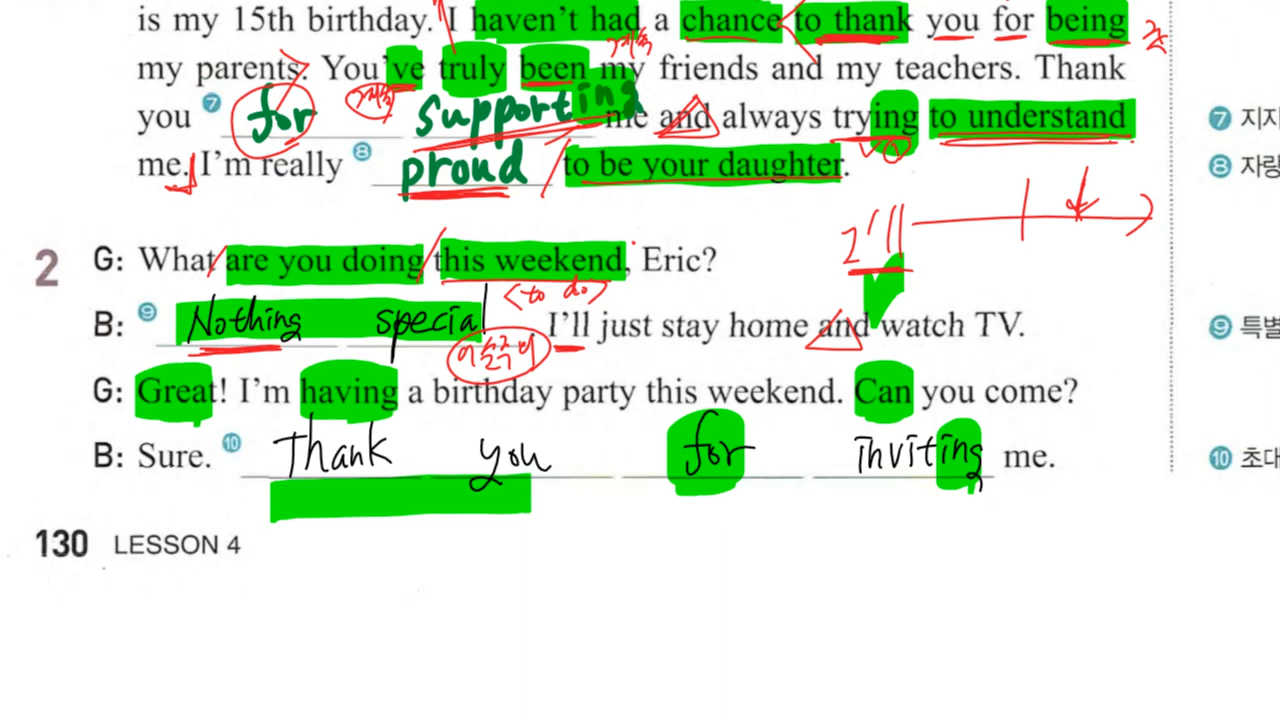 is my 15th birthday. I haven't had a chance to thank you for being
my parents. You've truly been my friends and my teachers. Thank
you 7 for supporting me and always trying to understand
me. I'm really 8 proud to be your daughter.
2 G: What are you doing this weekend, Eric?
<to do>
B: 9 Nothing special I'll just stay home and watch TV.
G: Great! I'm having a birthday party this weekend. Can you come?
B: Sure. 10 Thank you for inviting me.
130 LESSON 4
7 지지
8 자랑
9 특별
10 초대